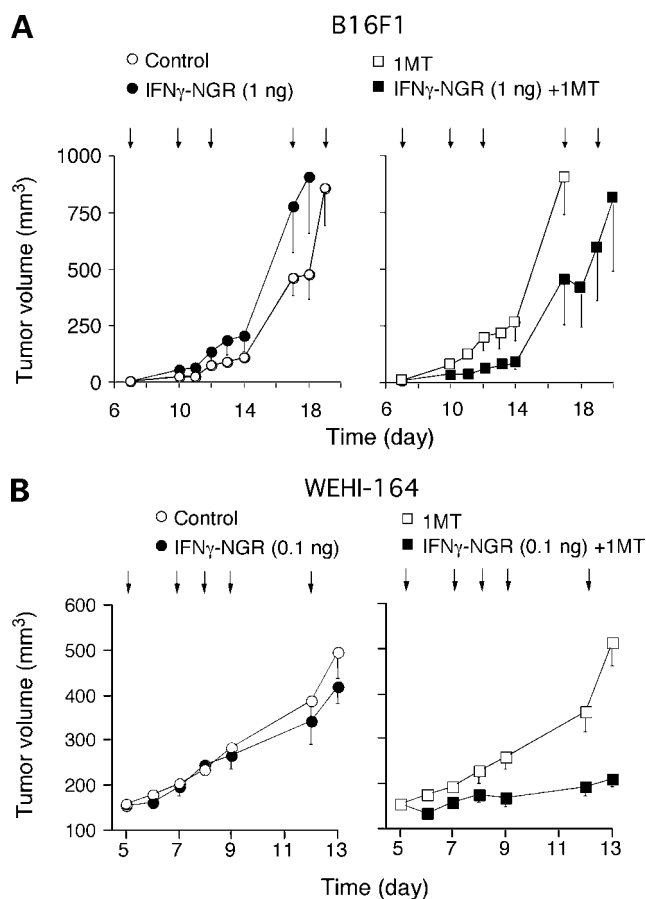 A
B16F1
Control
IFNγ-NGR (1 ng)
1MT
IFNγ-NGR (1 ng) +1MT
Tumor volume (mm³)
1000
750
500
250
0
6 10 14 18
6 10 14 18
Time (day)
B
WEHI-164
Control
IFNγ-NGR (0.1 ng)
1MT
IFNγ-NGR (0.1 ng) +1MT
Tumor volume (mm³)
600
500
400
300
200
100
5 7 9 11 13
5 7 9 11 13
Time (day)